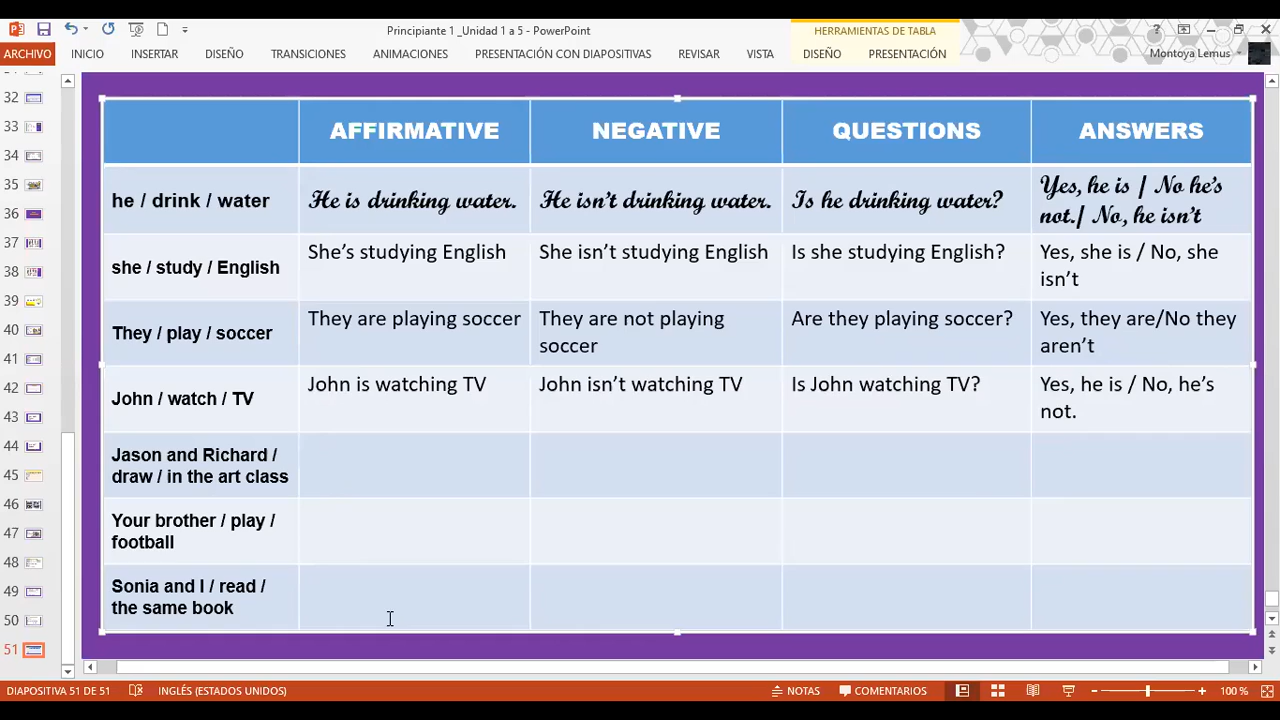 Principiante 1 _Unidad 1 a 5 - PowerPoint
HERRAMIENTAS DE TABLA
?
ARCHIVO INICIO INSERTAR DISEÑO TRANSICIONES ANIMACIONES PRESENTACIÓN CON DIAPOSITIVAS REVISAR VISTA DISEÑO PRESENTACIÓN Montoya Lemus
32
33
34
35
36
37
38
39
40
41
42
43
44
45
46
47
48
49
50
51
AFFIRMATIVE NEGATIVE QUESTIONS ANSWERS
he / drink / water
He is drinking water.
He isn't drinking water.
Is he drinking water?
Yes, he is / No he's
not./ No, he isn't
she / study / English
She's studying English
She isn't studying English
Is she studying English?
Yes, she is / No, she
isn't
They / play / soccer
They are playing soccer
They are not playing
soccer
Are they playing soccer?
Yes, they are/No they
aren't
John / watch / TV
John is watching TV
John isn't watching TV
Is John watching TV?
Yes, he is / No, he's
not.
Jason and Richard /
draw / in the art class
Your brother / play /
football
Sonia and I / read /
the same book
DIAPOSITIVA 51 DE 51 INGLÉS (ESTADOS UNIDOS) NOTAS COMENTARIOS 100 %